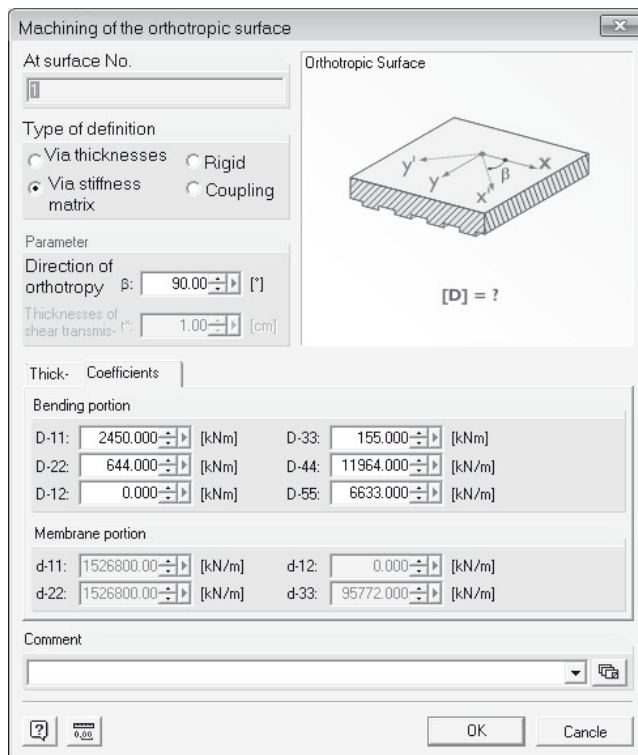 Machining of the orthotropic surface
At surface No.
1
Orthotropic Surface
Type of definition
Via thicknesses
Rigid
Via stiffness matrix
Coupling
x
y
x'
y'
β
[D] = ?
Parameter
Direction of orthotropy β: 90.00 [°]
Thicknesses of shear transmis- t*: 1.00 [cm]
Thick-
Coefficients
Bending portion
D-11: 2450.000 [kNm] D-33: 155.000 [kNm]
D-22: 644.000 [kNm] D-44: 11964.000 [kN/m]
D-12: 0.000 [kNm] D-55: 6633.000 [kN/m]
Membrane portion
d-11: 1526800.00 [kN/m] d-12: 0.000 [kN/m]
d-22: 1526800.00 [kN/m] d-33: 95772.000 [kN/m]
Comment
0,00
OK
Cancle